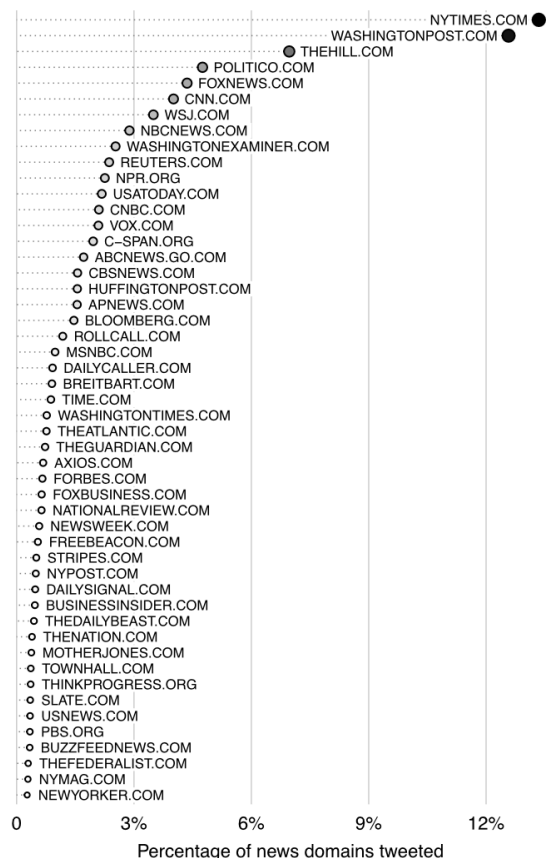 NYTIMES.COM
WASHINGTONPOST.COM
THEHILL.COM
POLITICO.COM
FOXNEWS.COM
CNN.COM
WSJ.COM
NBCNEWS.COM
WASHINGTONEXAMINER.COM
REUTERS.COM
NPR.ORG
USATODAY.COM
CNBC.COM
VOX.COM
C−SPAN.ORG
ABCNEWS.GO.COM
CBSNEWS.COM
HUFFINGTONPOST.COM
APNEWS.COM
BLOOMBERG.COM
ROLLCALL.COM
MSNBC.COM
DAILYCALLER.COM
BREITBART.COM
TIME.COM
WASHINGTONTIMES.COM
THEATLANTIC.COM
THEGUARDIAN.COM
AXIOS.COM
FORBES.COM
FOXBUSINESS.COM
NATIONALREVIEW.COM
NEWSWEEK.COM
FREEBEACON.COM
STRIPES.COM
NYPOST.COM
DAILYSIGNAL.COM
BUSINESSINSIDER.COM
THEDAILYBEAST.COM
THENATION.COM
MOTHERJONES.COM
TOWNHALL.COM
THINKPROGRESS.ORG
SLATE.COM
USNEWS.COM
PBS.ORG
BUZZFEEDNEWS.COM
THEFEDERALIST.COM
NYMAG.COM
NEWYORKER.COM
0 3% 6% 9% 12%
Percentage of news domains tweeted